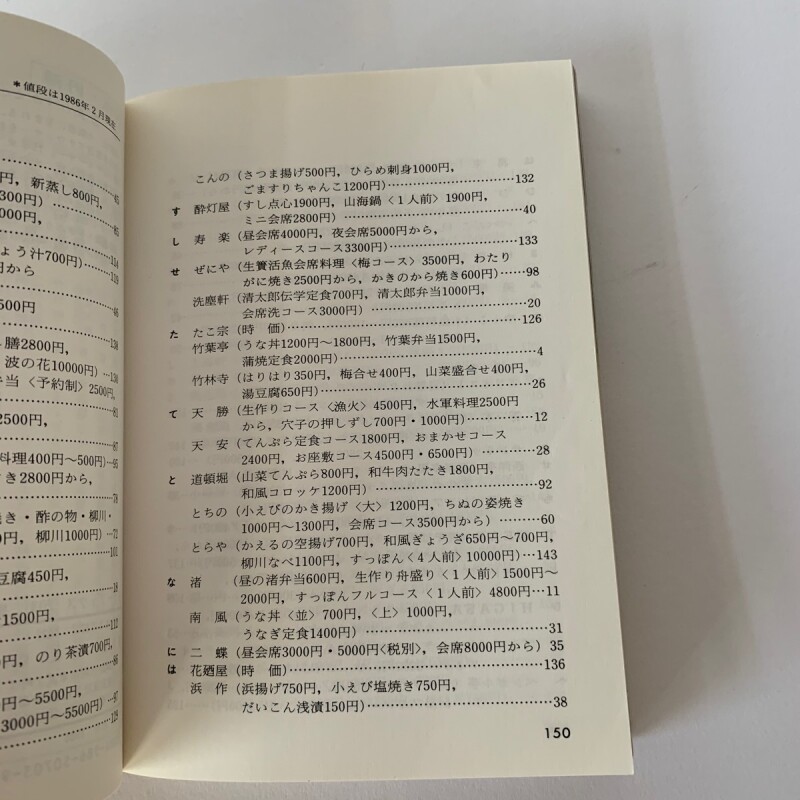 *値段は1986年2月現在
円，新蒸し800円，
300円）……45
000円，
……85
……114
ょう汁700円）…119
円から
……46
500円
……138
ト膳2800円，
波の花10000円）…130
弁当〈予約制〉2500円，
……81
2500円，
……87
料理400円〜500円）…95
き2800円から，
……78
焼き・酢の物・柳川・
円，柳川1000円）…72
……101
豆腐450円，
……18
1500円，
……112
円，のり茶漬700円，
……86
円〜5500円，
……97
3000円〜5500円）
……129
こんの（さつま揚げ500円，ひらめ刺身1000円，
ごますりちゃんこ1200円）……132
す 酔灯屋（すし点心1900円，山海鍋〈1人前〉1900円，
ミニ会席2800円）……40
し 寿　楽（昼会席4000円，夜会席5000円から，
レディースコース3300円）……133
せ ぜにや（生簀活魚会席料理〈梅コース〉3500円，わたり
がに焼き2500円から，かきのから焼き600円）……98
洗塵軒（清太郎伝学定食700円，清太郎弁当1000円，
会席洗コース3000円）……20
た たこ宗（時　価）……126
竹葉亭（うな丼1200円〜1800円，竹葉弁当1500円，
蒲焼定食2000円）……4
竹林寺（はりはり350円，梅合せ400円，山菜盛合せ400円，
湯豆腐650円）……26
て 天　勝（生作りコース〈漁火〉4500円，水軍料理2500円
から，穴子の押しずし700円・1000円）……12
天　安（てんぷら定食コース1800円，おまかせコース
2400円，お座敷コース4500円・6500円）……28
と 道頓堀（山菜てんぷら800円，和牛肉たたき1800円，
和風コロッケ1200円）……92
とちの（小えびのかき揚げ〈大〉1200円，ちぬの姿焼き
1000円〜1300円，会席コース3500円から）……60
とらや（かえるの空揚げ700円，和風ぎょうざ650円〜700円，
柳川なべ1100円，すっぽん〈4人前〉10000円）…143
な 渚　（昼の渚弁当600円，生作り舟盛り〈1人前〉1500円〜
2000円，すっぽんフルコース〈1人前〉4800円…11
南　風（うな丼〈並〉700円，〈上〉1000円，
うなぎ定食1400円）……31
に 二　蝶（昼会席3000円・5000円〈税別〉，会席8000円から）35
は 花廼屋（時　価）……136
浜　作（浜揚げ750円，小えび塩焼き750円，
だいこん浅漬150円）……38
150